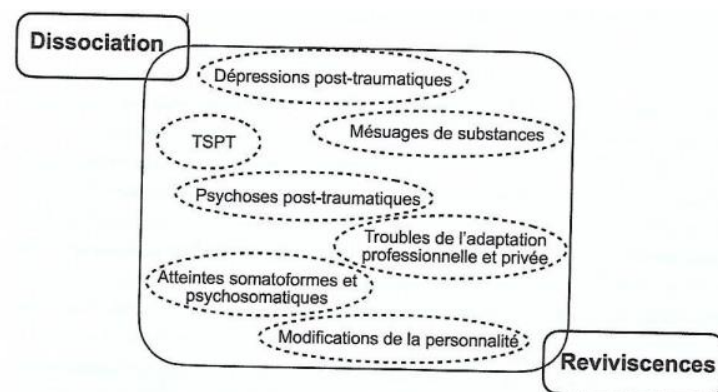 Dissociation
Dépressions post-traumatiques
Mésuages de substances
TSPT
Psychoses post-traumatiques
Troubles de l'adaptation
professionnelle et privée
Atteintes somatoformes et
psychosomatiques
Modifications de la personnalité
Reviviscences